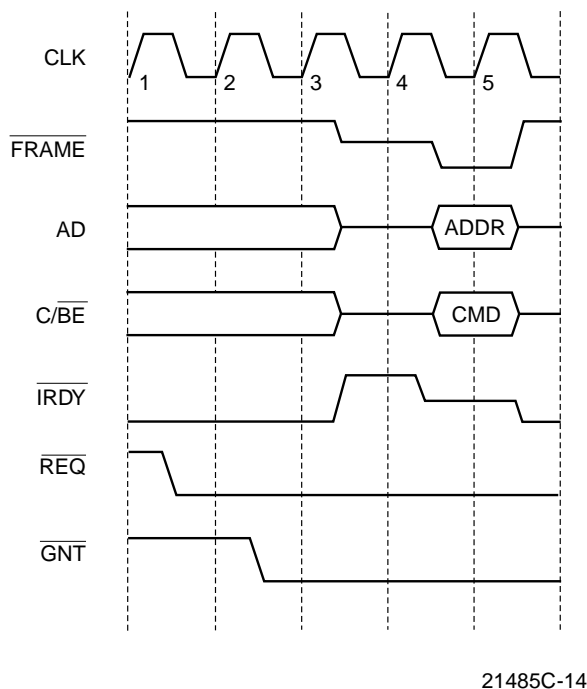 CLK
1 2 3 4 5
FRAME
AD
ADDR
C/BE
CMD
IRDY
REQ
GNT
21485C-14